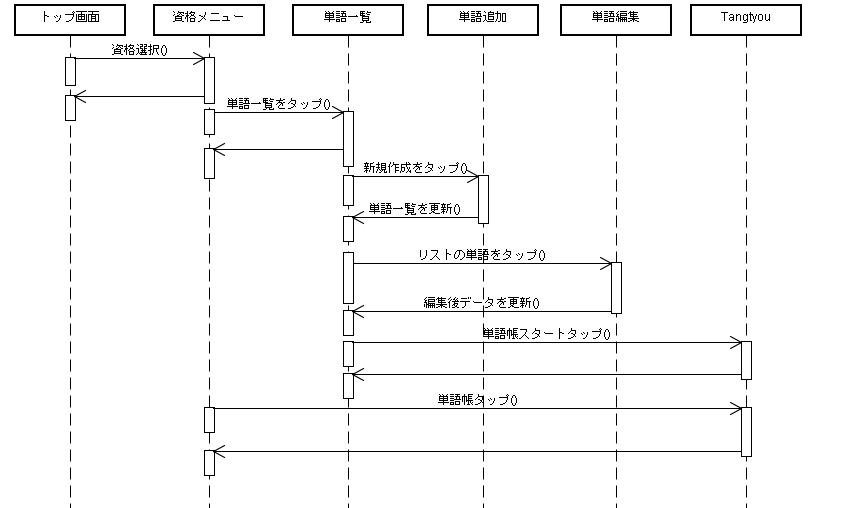 トップ画面
資格メニュー
単語一覧
単語追加
単語編集
Tangtyou
資格選択()
単語一覧をタップ()
新規作成をタップ()
単語一覧を更新()
リストの単語をタップ()
編集後データを更新()
単語帳スタートタップ()
単語帳タップ()